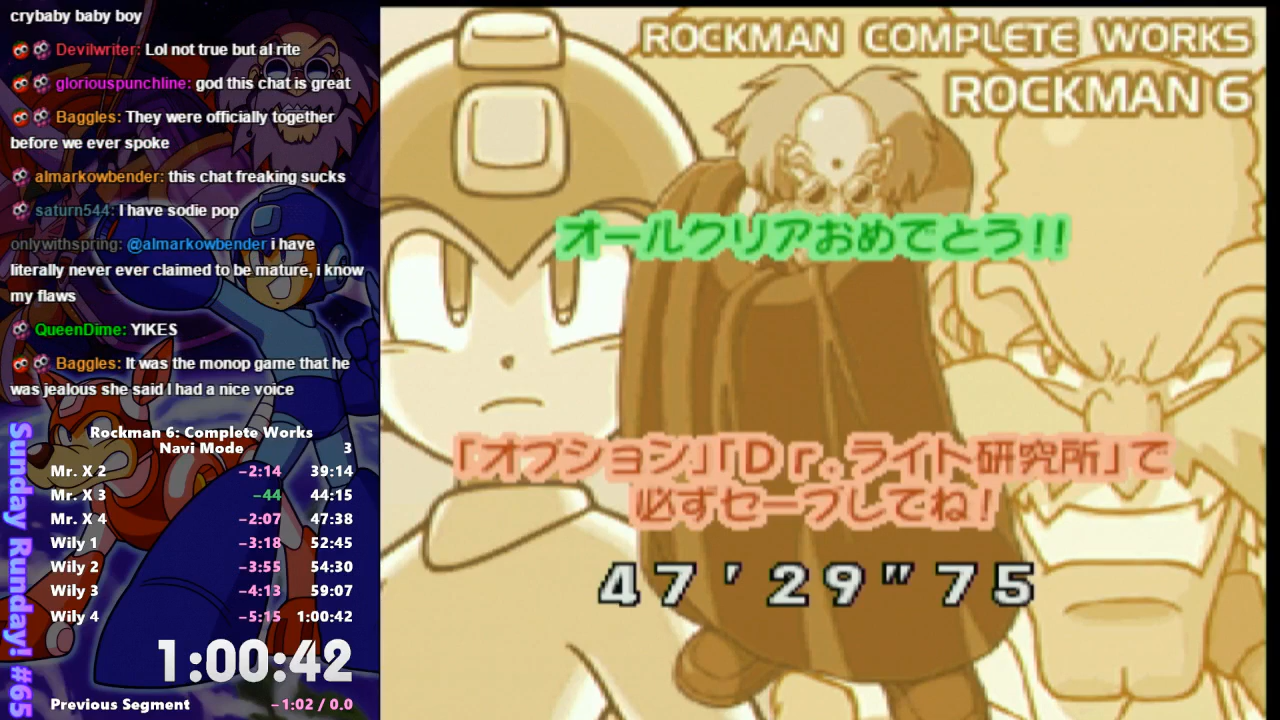 crybaby baby boy
Devilwriter: Lol not true but al rite
gloriouspunchline: god this chat is great
Baggles: They were officially together
before we ever spoke
almarkowbender: this chat freaking sucks
saturn544: I have sodie pop
onlywithspring: @almarkowbender i have
literally never ever claimed to be mature, i know
my flaws
QueenDime: YIKES
Baggles: It was the monop game that he
was jealous she said I had a nice voice
Sunday Runday! #65
Rockman 6: Complete Works
Navi Mode 3
Mr. X 2 −2:14 39:14
Mr. X 3 −44 44:15
Mr. X 4 −2:07 47:38
Wily 1 −3:18 52:45
Wily 2 −3:55 54:30
Wily 3 −4:13 59:07
Wily 4 −5:15 1:00:42
1:00:42
Previous Segment −1:02 / 0.0
ROCKMAN COMPLETE WORKS
ROCKMAN 6
オールクリアおめでとう!!
「オプション」「Dr.ライト研究所」で
必ずセーブしてね!
47'29"75